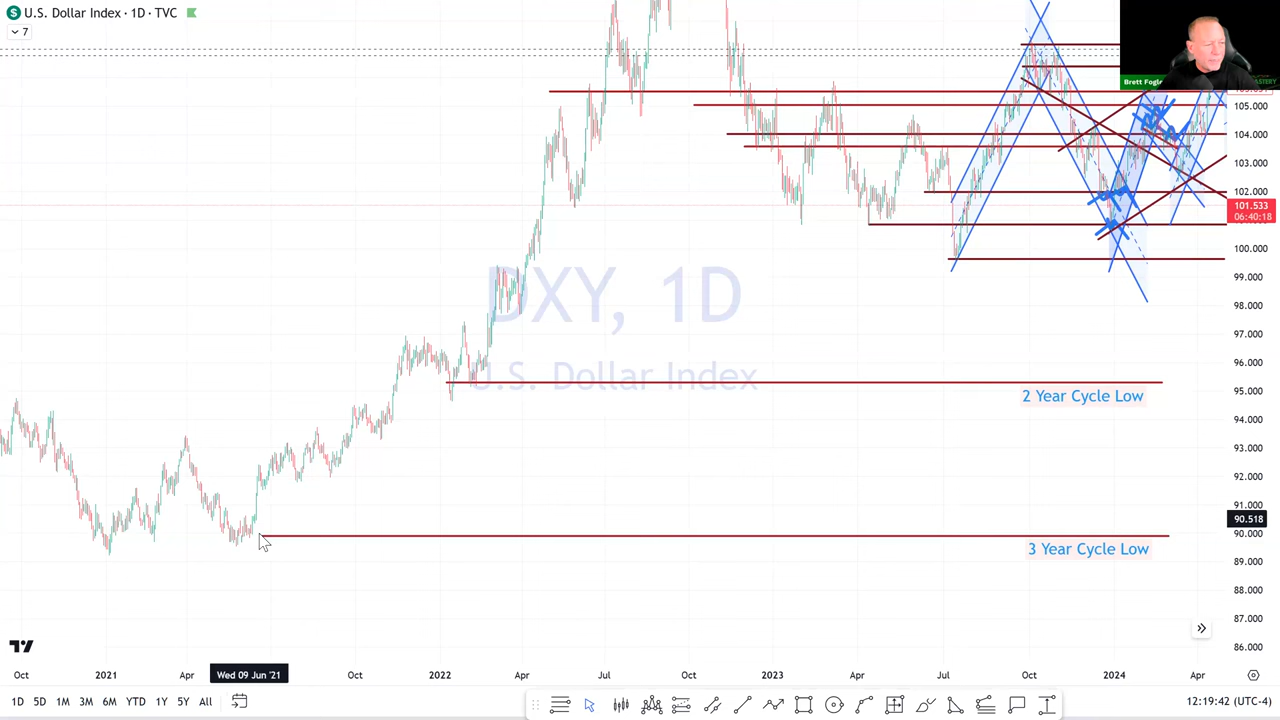 U.S. Dollar Index · 1D · TVC
7
Brett Fogle
DXY, 1D
U.S. Dollar Index
105.000
104.000
103.000
102.000
101.533
06:40:18
100.000
99.000
98.000
97.000
96.000
95.000
94.000
93.000
92.000
91.000
90.518
90.000
89.000
88.000
87.000
86.000
2 Year Cycle Low
3 Year Cycle Low
Oct 2021 Apr Wed 09 Jun '21 Oct 2022 Apr Jul Oct 2023 Apr Jul Oct 2024 Apr
1D 5D 1M 3M 6M YTD 1Y 5Y All
12:19:42 (UTC-4)